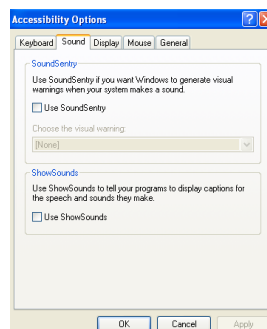 Accessibility Options
Keyboard Sound Display Mouse General
SoundSentry
Use SoundSentry if you want Windows to generate visual
warnings when your system makes a sound.
Use SoundSentry
Choose the visual warning:
[None]
ShowSounds
Use ShowSounds to tell your programs to display captions for
the speech and sounds they make.
Use ShowSounds
OK Cancel Apply